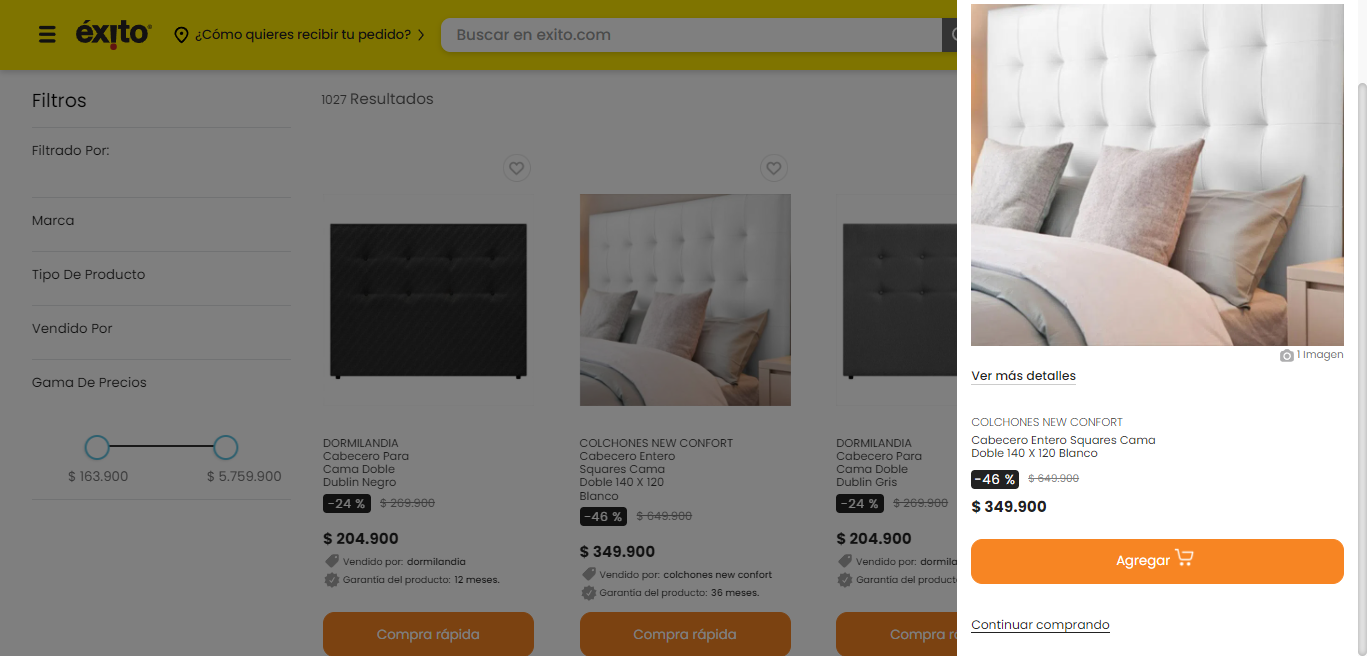 éxito
¿Cómo quieres recibir tu pedido?
Buscar en exito.com
Filtros
1027 Resultados
Filtrado Por:
Marca
Tipo De Producto
Vendido Por
Gama De Precios
$ 163.900
$ 5.759.900
DORMILANDIA
Cabecero Para
Cama Doble
Dublin Negro
-24 % $ 269.900
$ 204.900
Vendido por: dormilandia
Garantía del producto: 12 meses.
Compra rápida
COLCHONES NEW CONFORT
Cabecero Entero
Squares Cama
Doble 140 X 120
Blanco
-46 % $ 649.900
$ 349.900
Vendido por: colchones new confort
Garantía del producto: 36 meses.
Compra rápida
DORMILANDIA
Cabecero Para
Cama Doble
Dublin Gris
-24 % $ 269.900
$ 204.900
Vendido por: dormila
Garantía del product
Compra r
1 Imagen
Ver más detalles
COLCHONES NEW CONFORT
Cabecero Entero Squares Cama
Doble 140 X 120 Blanco
-46 % $ 649.900
$ 349.900
Agregar
Continuar comprando